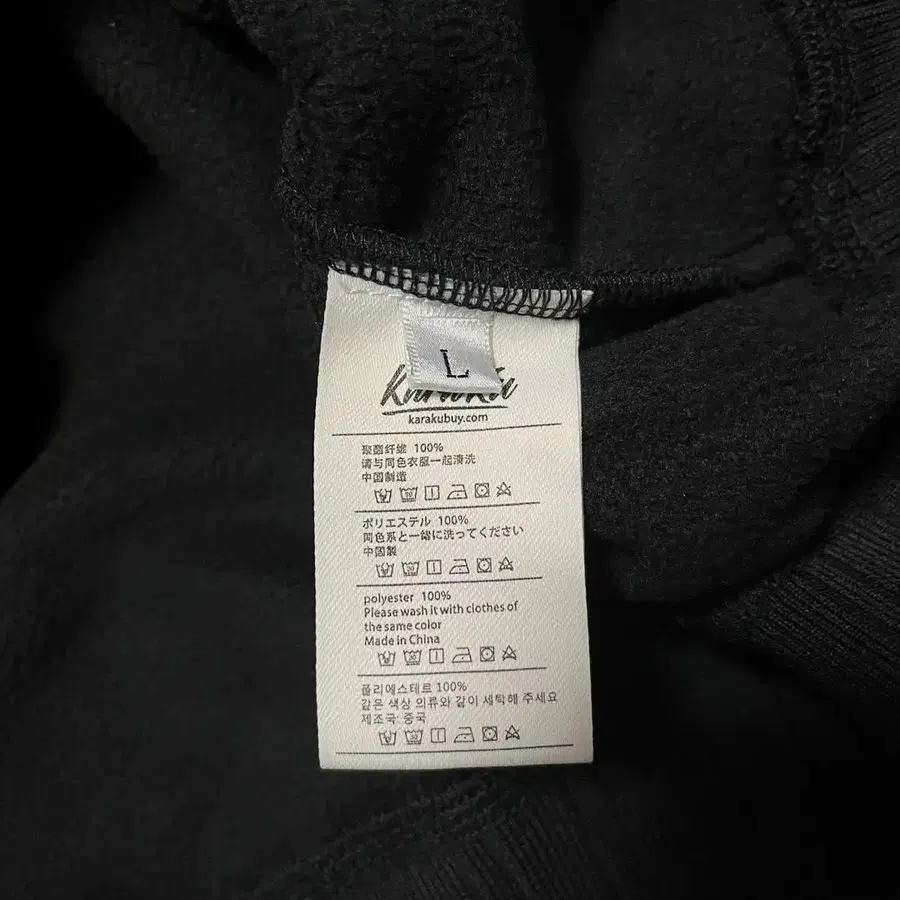 L
Karaku
karakubuy.com
聚酯纤维 100%
请与同色衣服一起清洗
中国制造
ポリエステル 100%
同色系と一緒に洗ってください
中国製
polyester 100%
Please wash it with clothes of
the same color
Made in China
폴리에스테르 100%
같은 색상 의류와 같이 세탁해 주세요
제조국: 중국